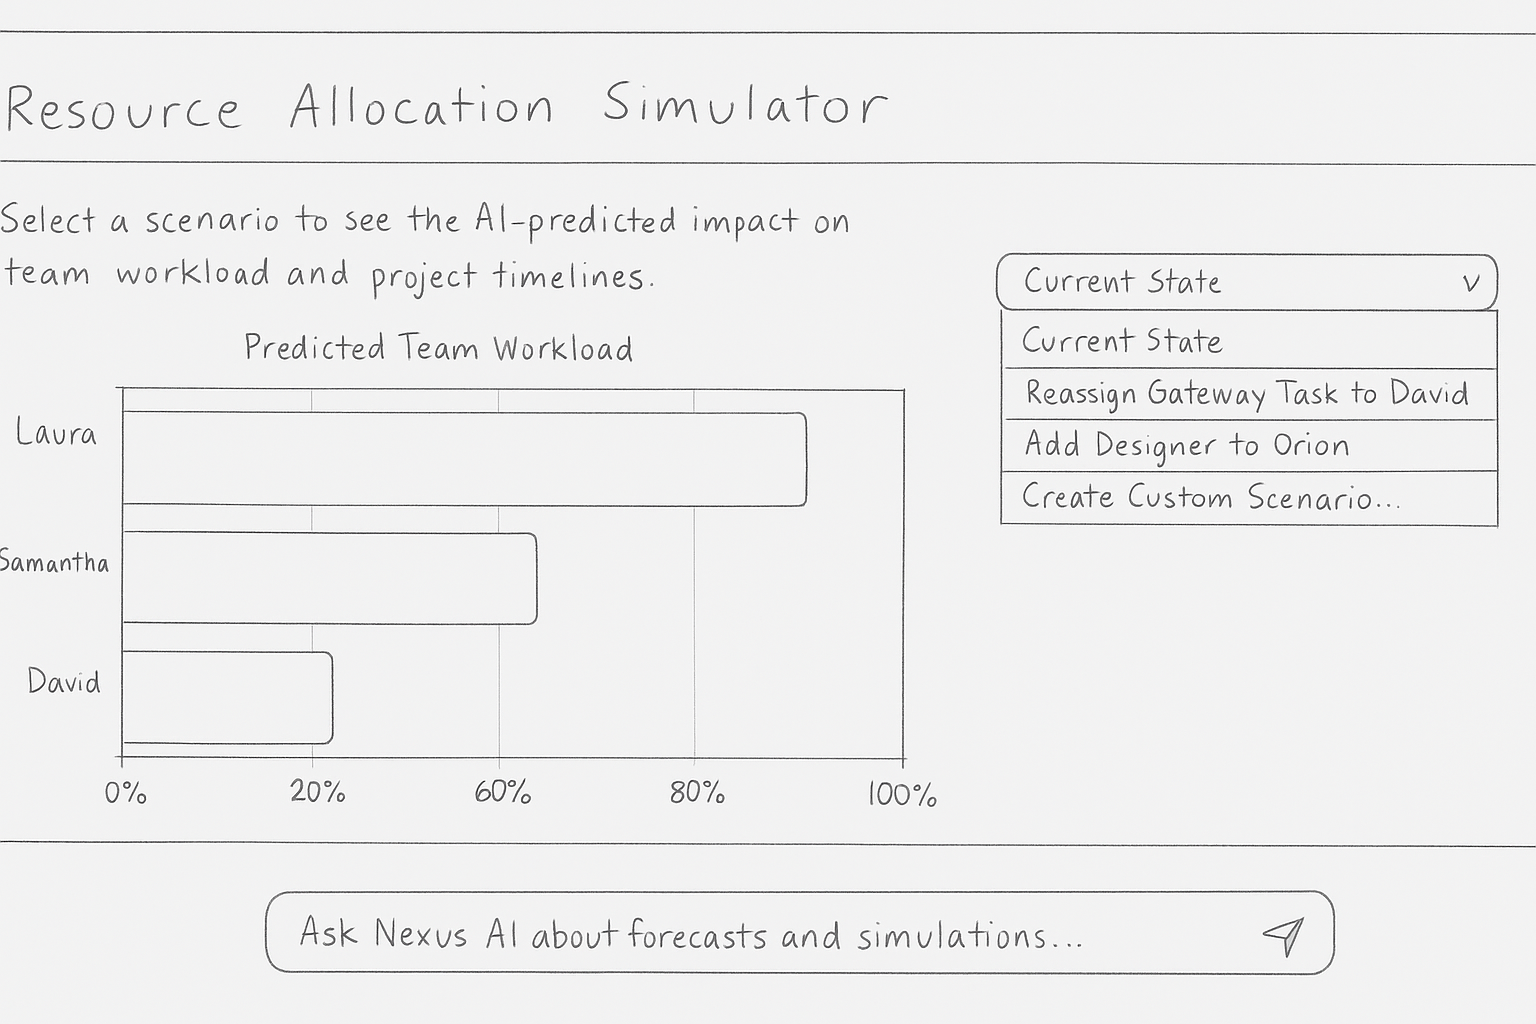 Resource Allocation Simulator
Select a scenario to see the AI-predicted impact on
team workload and project timelines.
Current State v
Current State
Reassign Gateway Task to David
Add Designer to Orion
Create Custom Scenario...
Predicted Team Workload
Laura
Samantha
David
0% 20% 60% 80% 100%
Ask Nexus AI about forecasts and simulations...